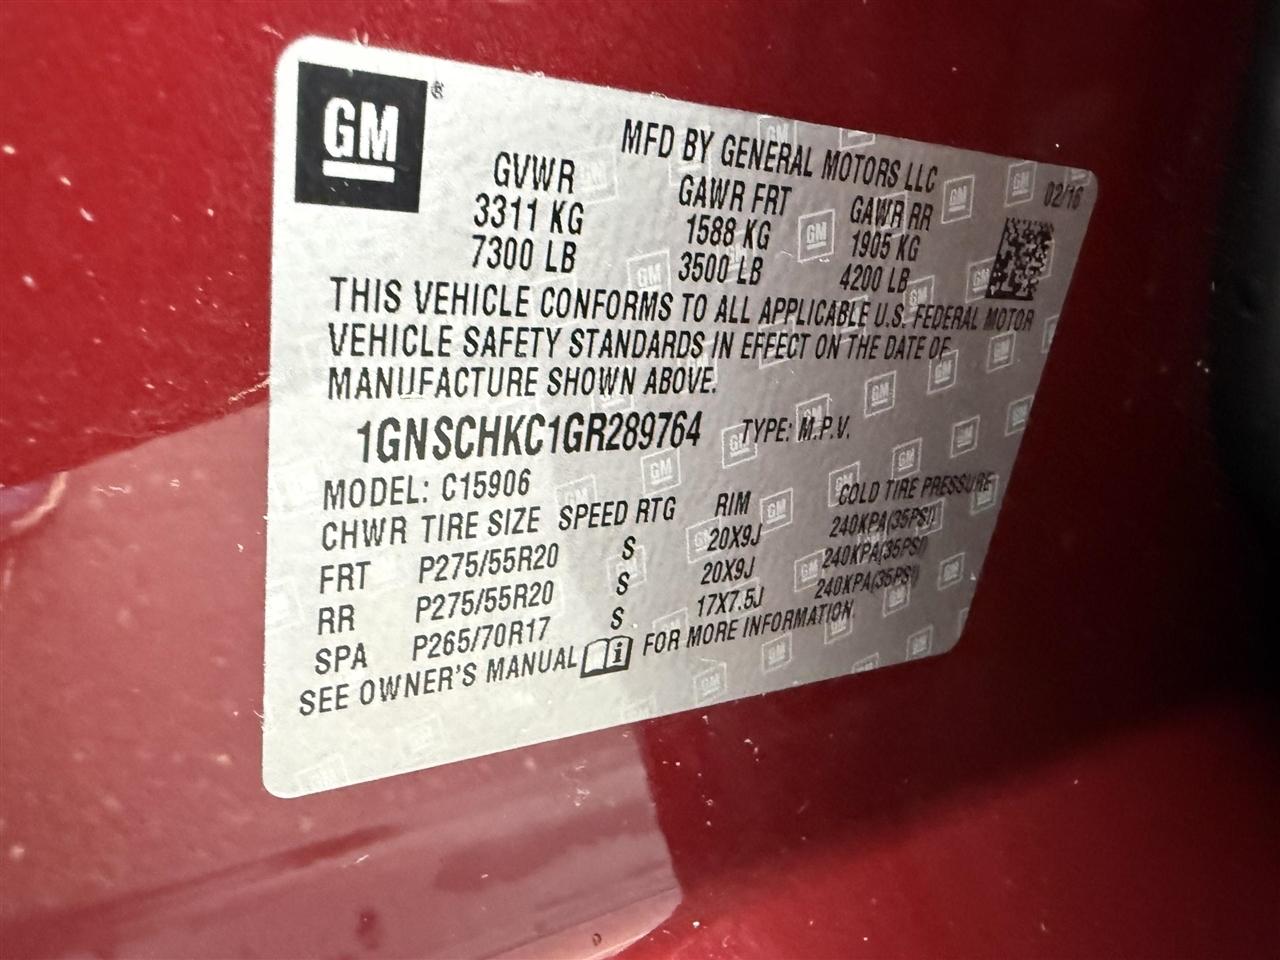 GM ®
MFD BY GENERAL MOTORS LLC
02/16
GVWR GAWR FRT GAWR RR
3311 KG 1588 KG 1905 KG
7300 LB 3500 LB 4200 LB
THIS VEHICLE CONFORMS TO ALL APPLICABLE U.S. FEDERAL MOTOR
VEHICLE SAFETY STANDARDS IN EFFECT ON THE DATE OF
MANUFACTURE SHOWN ABOVE.
1GNSCHKC1GR289764 TYPE: M.P.V.
MODEL: C15906
CHWR TIRE SIZE SPEED RTG RIM COLD TIRE PRESSURE
FRT P275/55R20 S 20X9J 240KPA(35PSI)
RR P275/55R20 S 20X9J 240KPA(35PSI)
SPA P265/70R17 S 17X7.5J 240KPA(35PSI)
SEE OWNER'S MANUAL i FOR MORE INFORMATION.